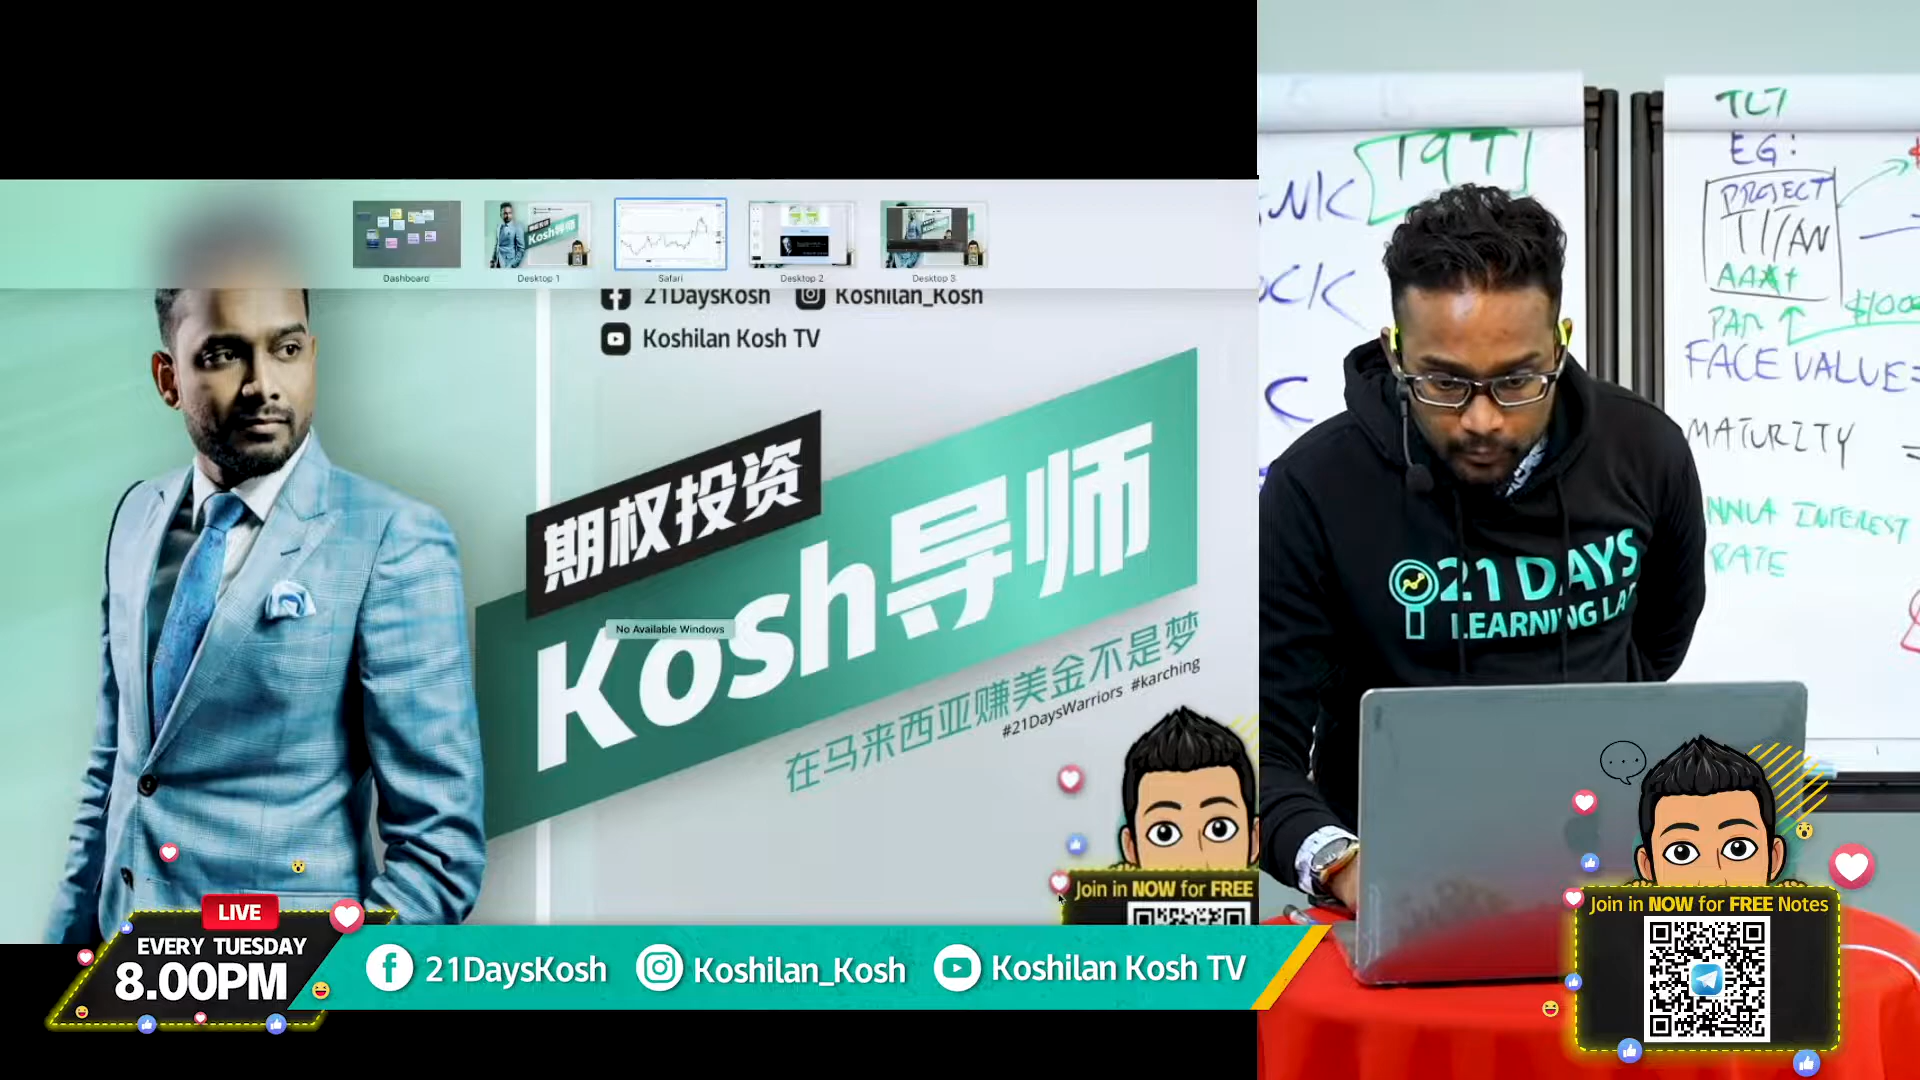 Dashboard
Desktop 1
Safari
Desktop 2
Desktop 3
21DaysKosh
Koshilan_Kosh
Koshilan Kosh TV
期权投资
Kosh导师
No Available Windows
在马来西亚赚美金不是梦
#21DaysWarriors #karching
Join in NOW for FREE
TLT
EG:
PROJECT
TITAN
AAA+
PAR
FACE VALUE=
MATURITY =
INTEREST
RATE
21 DAYS
LEARNING LA
LIVE
EVERY TUESDAY
8.00PM
21DaysKosh
Koshilan_Kosh
Koshilan Kosh TV
Join in NOW for FREE Notes